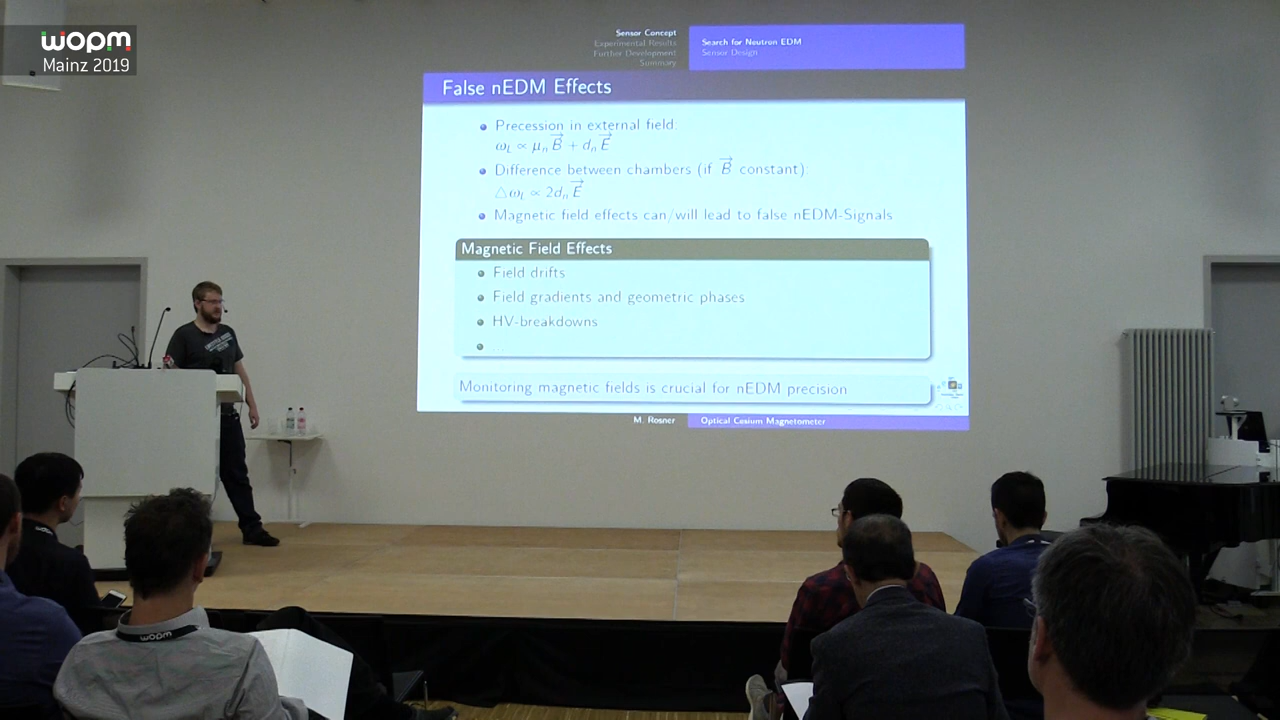 wopm
Mainz 2019
Sensor Concept
Experimental Results
Further Development
Summary
Search for Neutron EDM
Sensor Design
False nEDM Effects
Precession in external field:
ω_L ∝ μ_n B⃗ + d_n E⃗
Difference between chambers (if B⃗ constant):
△ω_L ∝ 2d_n E⃗
Magnetic field effects can/will lead to false nEDM-Signals
Magnetic Field Effects
Field drifts
Field gradients and geometric phases
HV-breakdowns
...
Monitoring magnetic fields is crucial for nEDM precision
M. Rosner
Optical Cesium Magnetometer
wopm